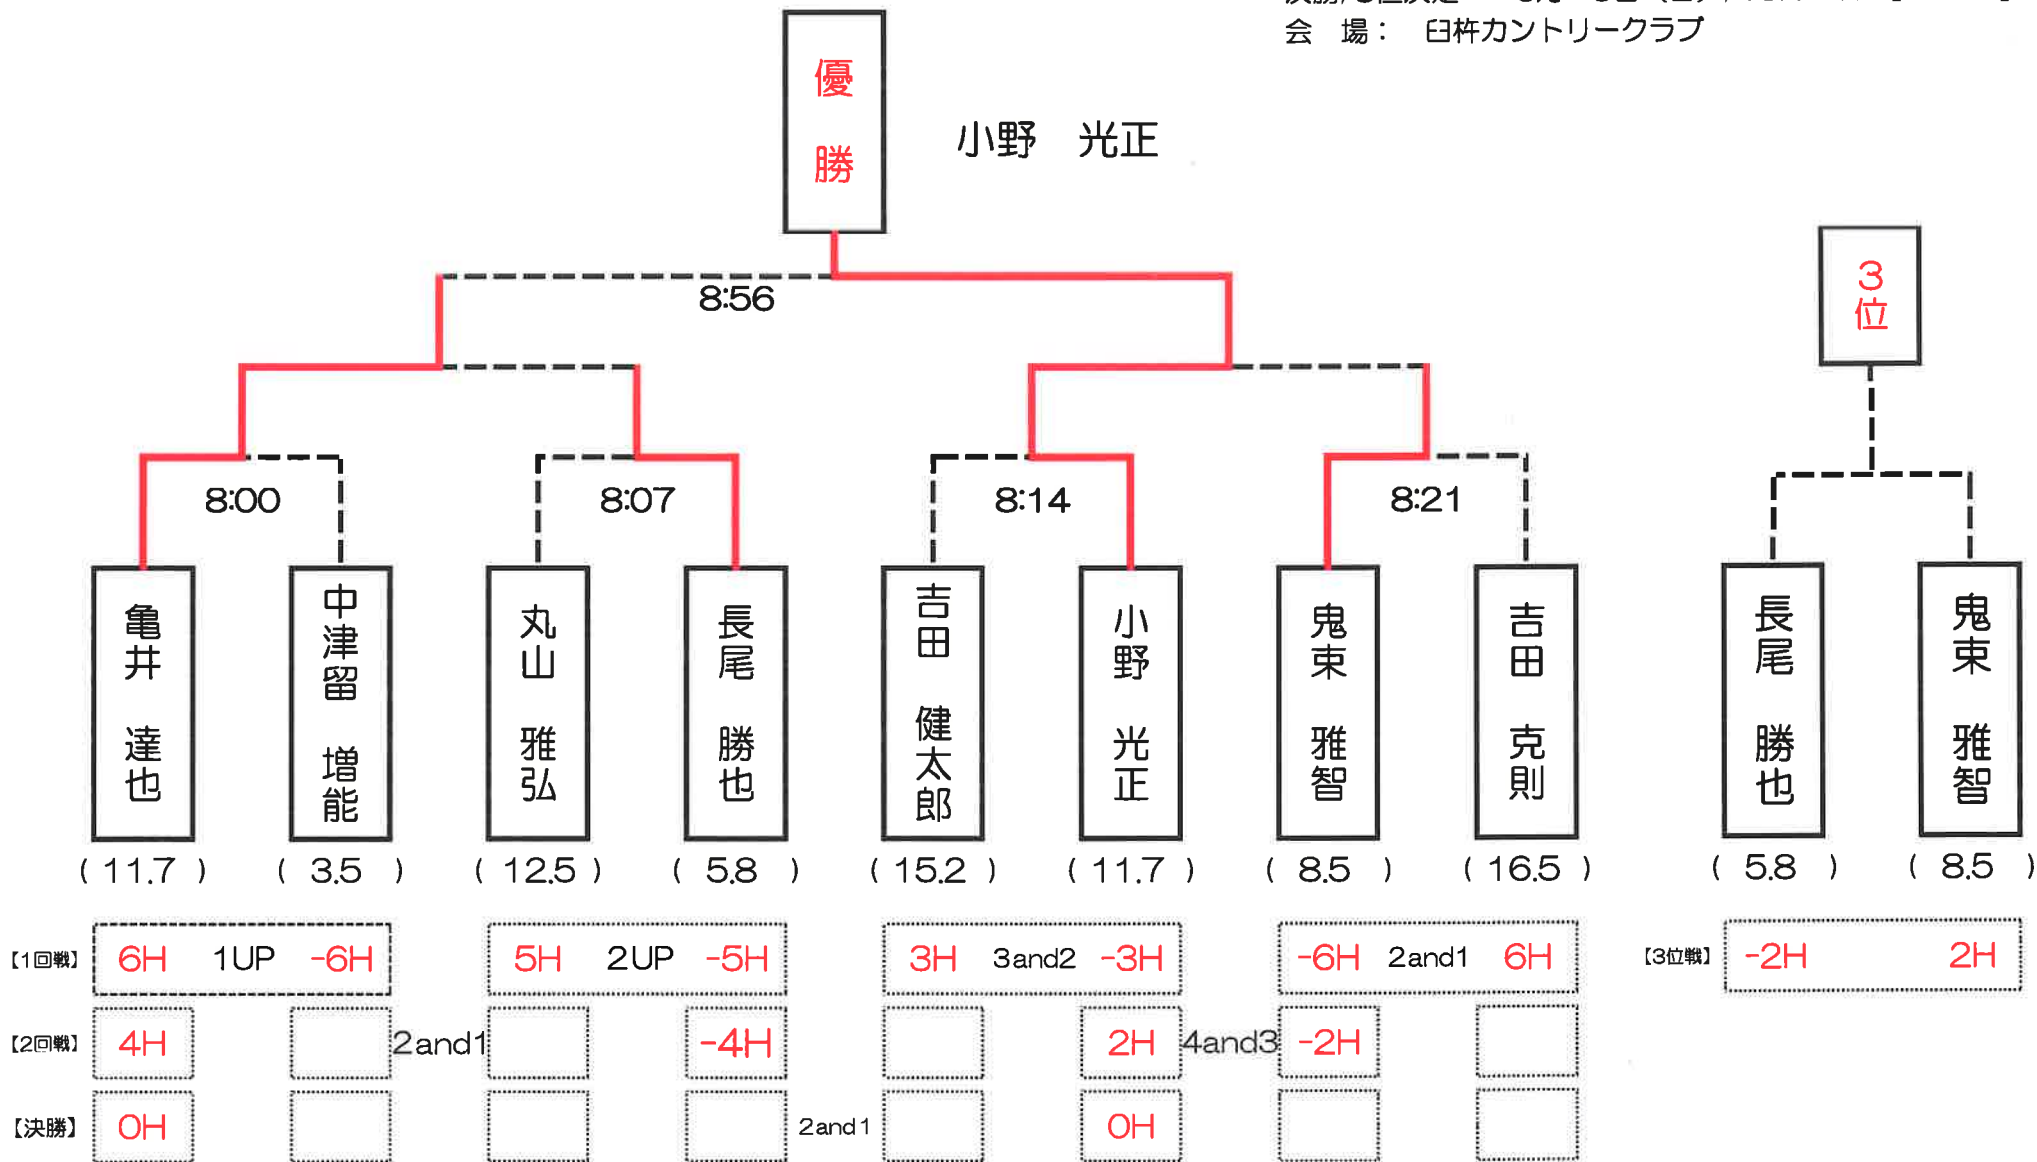 会　場：　臼杵カントリークラブ
優勝
小野　光正
3位
8:56
8:00
8:07
8:14
8:21
亀井　達也
中津留　増能
丸山　雅弘
長尾　勝也
吉田　健太郎
小野　光正
鬼束　雅智
吉田　克則
長尾　勝也
鬼束　雅智
( 11.7 ) ( 3.5 ) ( 12.5 ) ( 5.8 ) ( 15.2 ) ( 11.7 ) ( 8.5 ) ( 16.5 ) ( 5.8 ) ( 8.5 )
【1回戦】 6H 1UP -6H 5H 2UP -5H 3H 3and2 -3H -6H 2and1 6H 【3位戦】 -2H 2H
【2回戦】 4H 2and1 -4H 2H 4and3 -2H
【決勝】 0H 2and1 0H